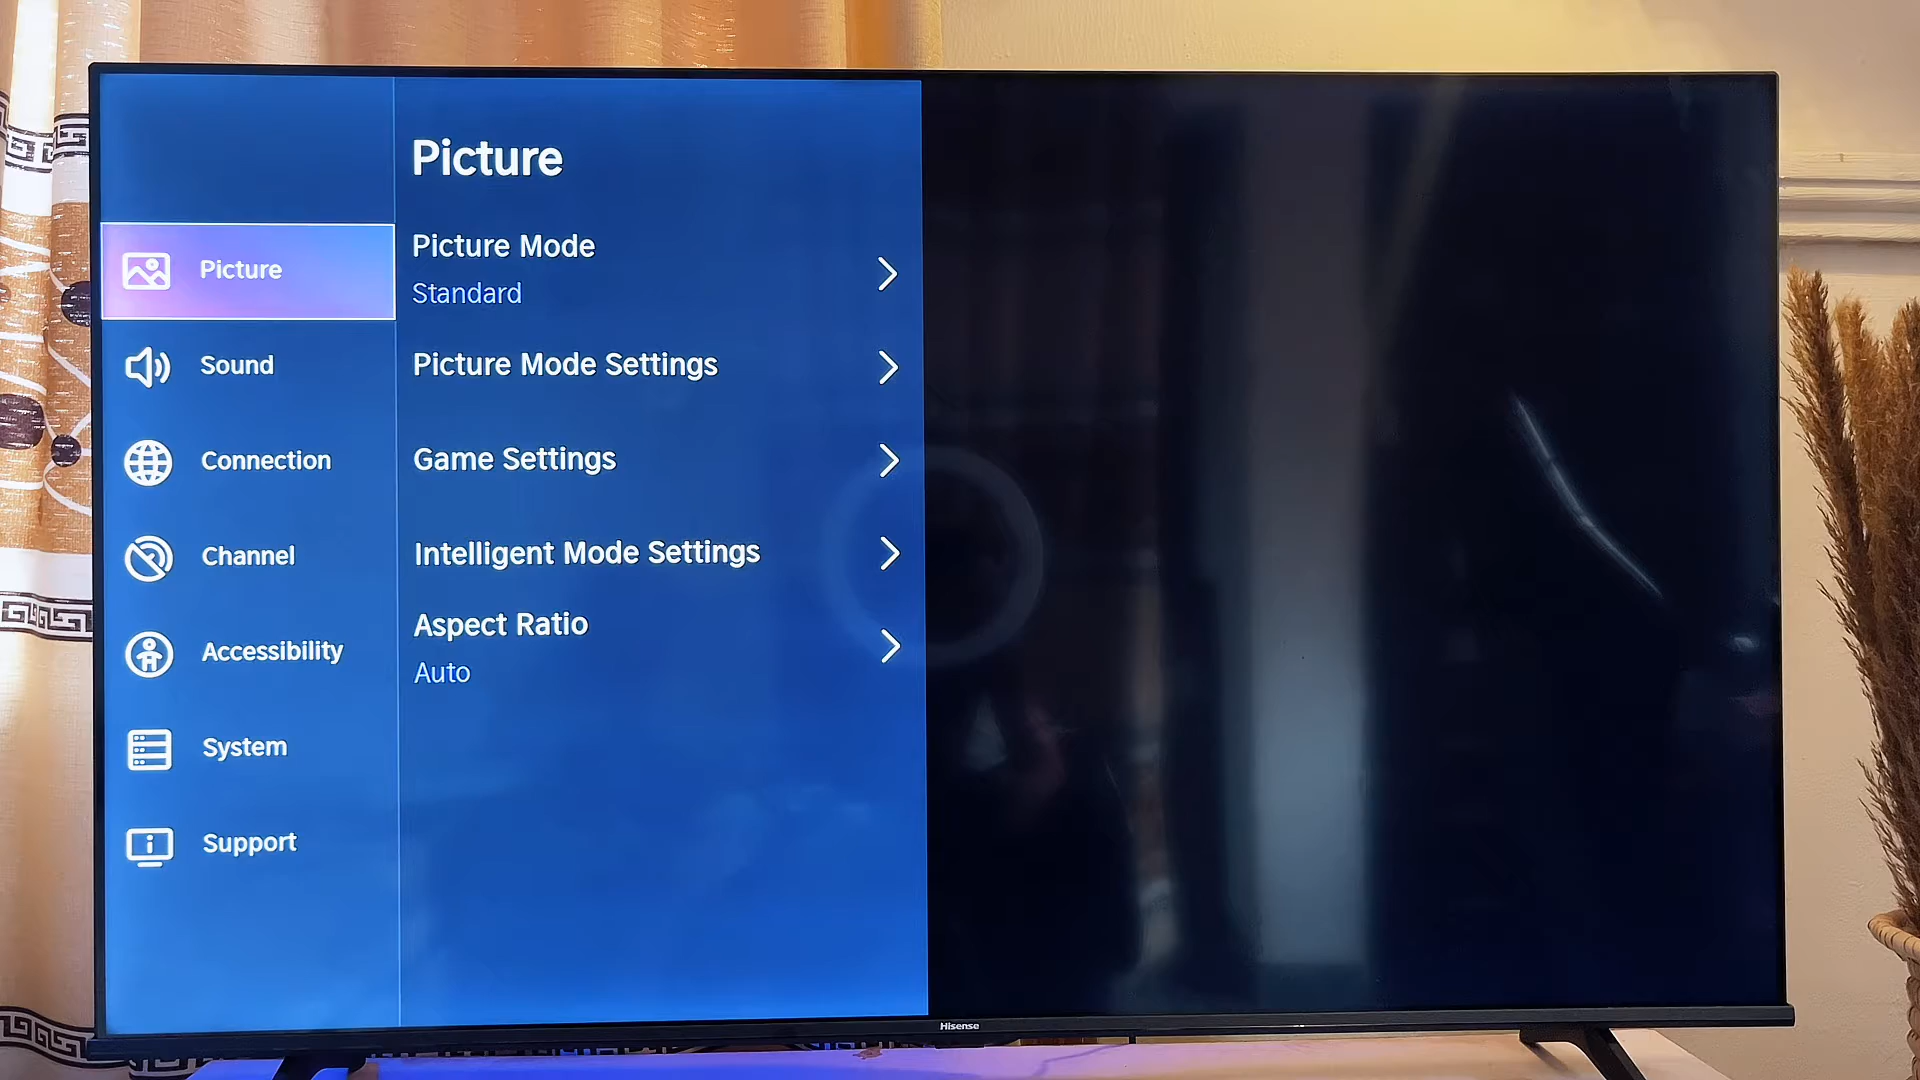 Picture
Sound
Connection
Channel
Accessibility
System
Support
Picture
Picture Mode
Standard
Picture Mode Settings
Game Settings
Intelligent Mode Settings
Aspect Ratio
Auto
Hisense